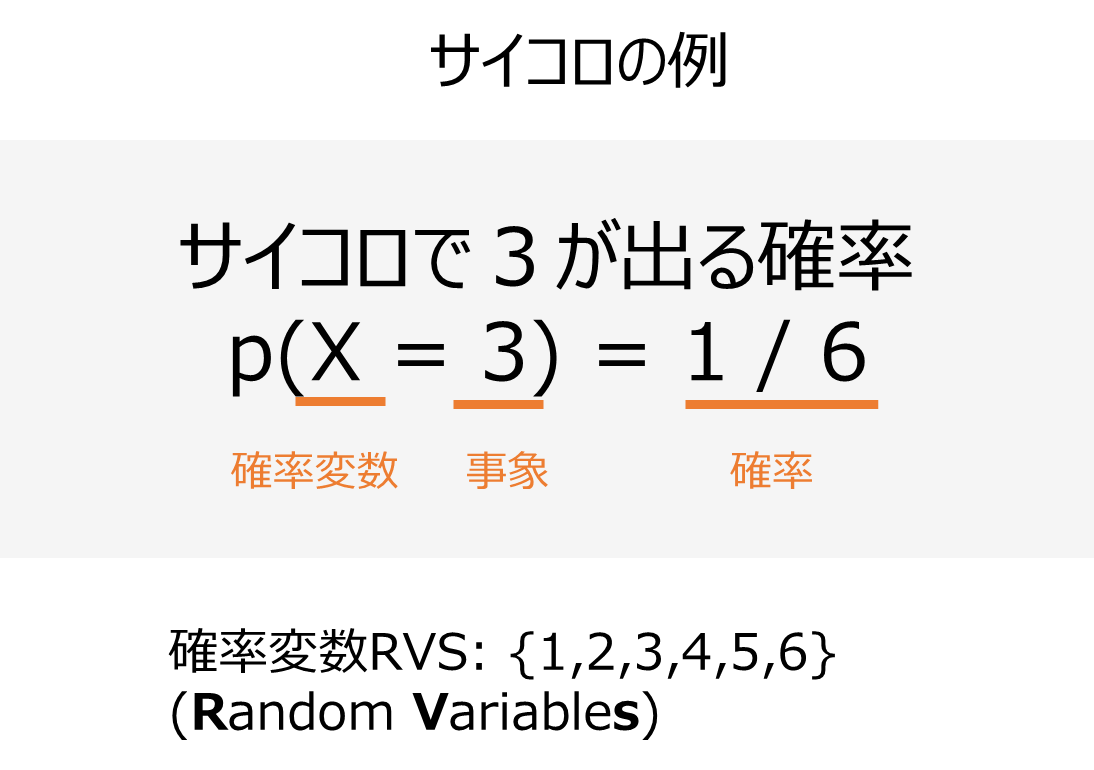 サイコロの例
サイコロで３が出る確率
p(X = 3) = 1 / 6
確率変数 事象 確率
確率変数RVS: {1,2,3,4,5,6}
(Random Variables)